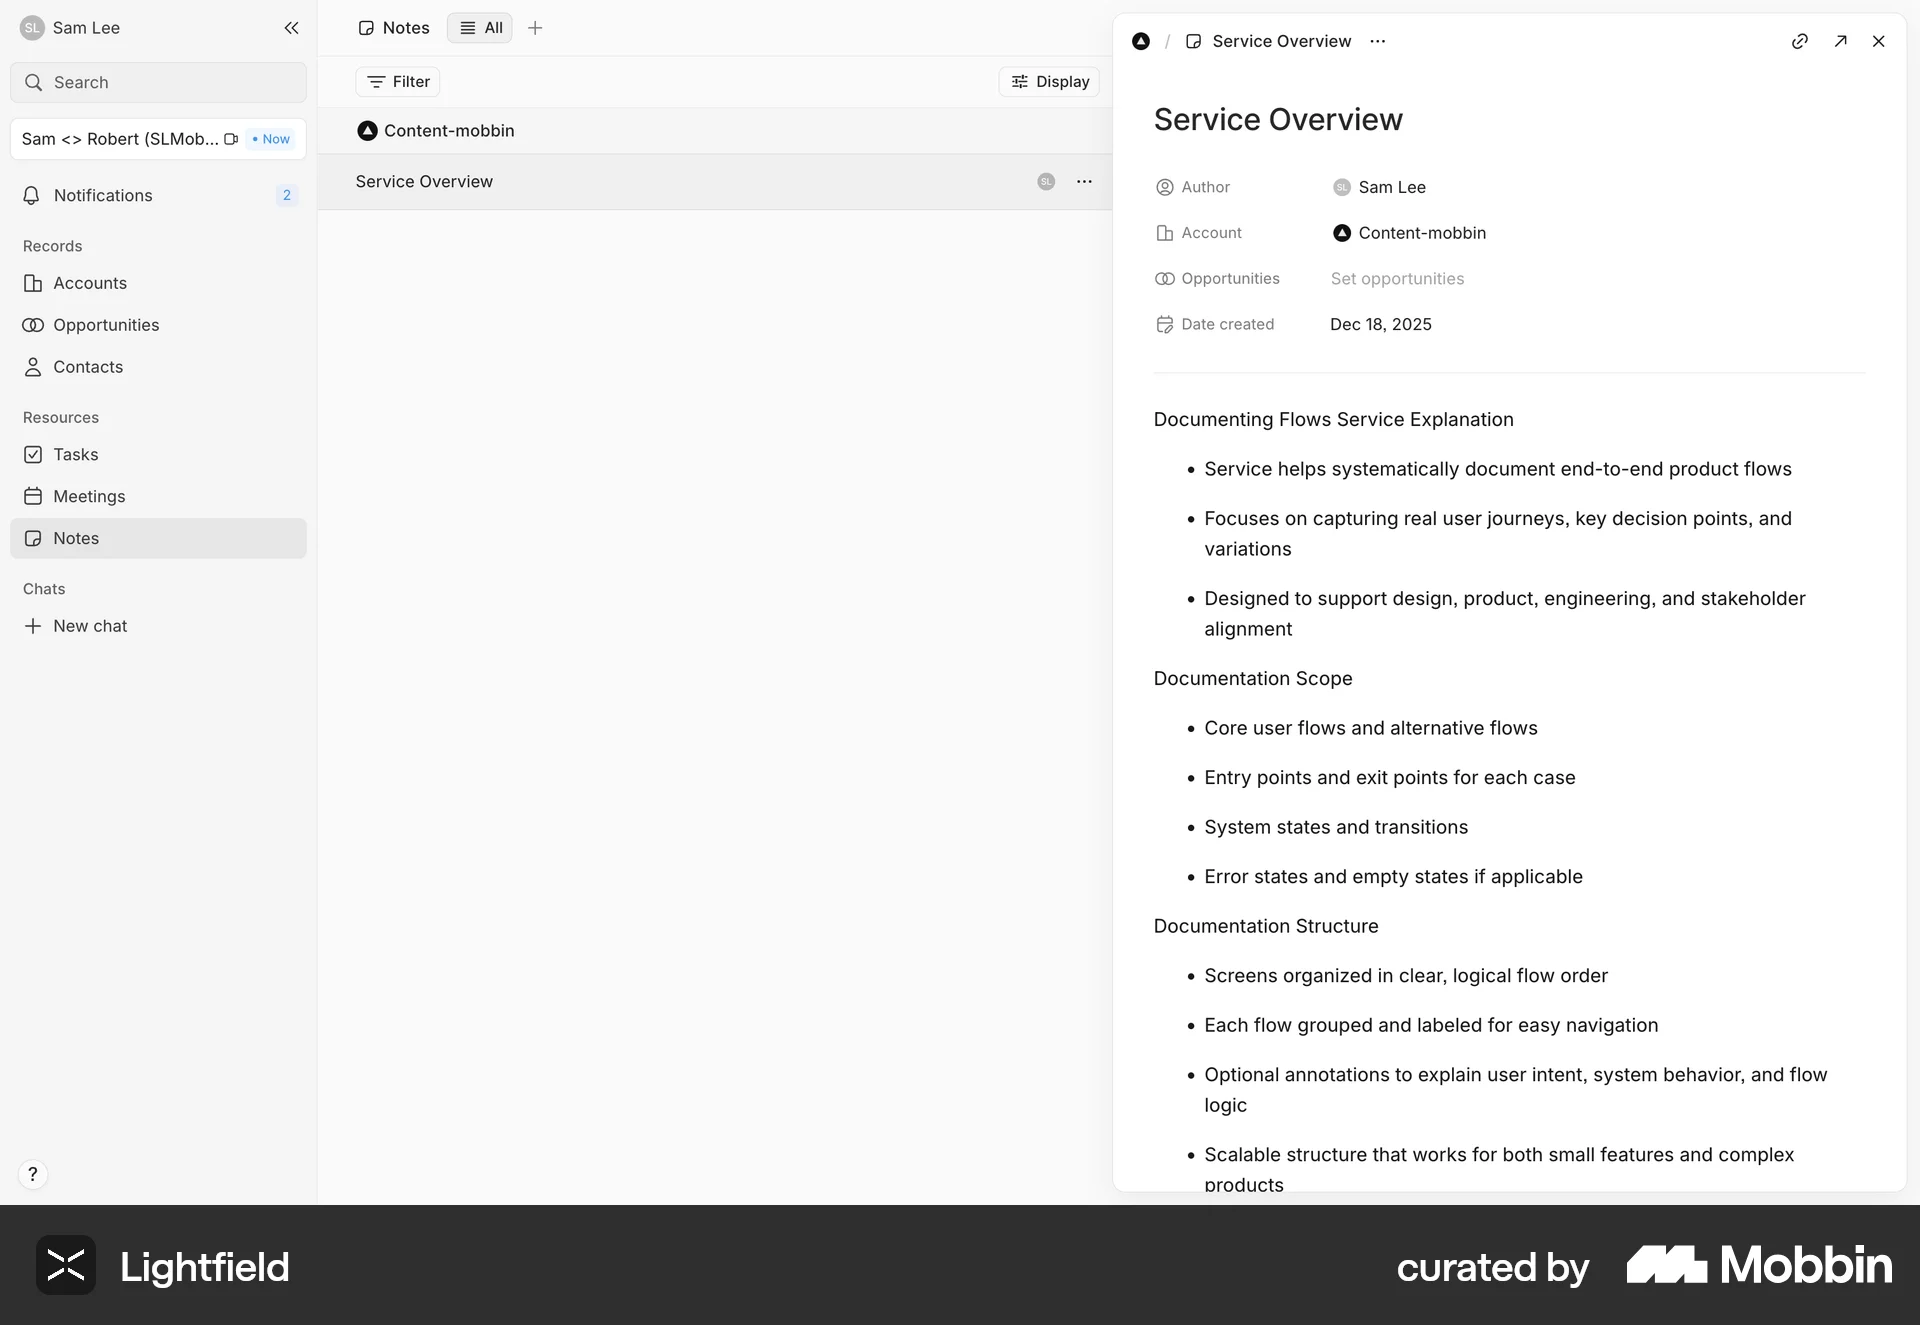 SL Sam Lee
Search
Sam <> Robert (SLMob... • Now
Notifications 2
Records
Accounts
Opportunities
Contacts
Resources
Tasks
Meetings
Notes
Chats
New chat
?
Notes All
Filter Display
Content-mobbin
Service Overview SL ...
/ Service Overview ...
Service Overview
Author SL Sam Lee
Account Content-mobbin
Opportunities Set opportunities
Date created Dec 18, 2025
Documenting Flows Service Explanation
• Service helps systematically document end-to-end product flows
• Focuses on capturing real user journeys, key decision points, and
variations
• Designed to support design, product, engineering, and stakeholder
alignment
Documentation Scope
• Core user flows and alternative flows
• Entry points and exit points for each case
• System states and transitions
• Error states and empty states if applicable
Documentation Structure
• Screens organized in clear, logical flow order
• Each flow grouped and labeled for easy navigation
• Optional annotations to explain user intent, system behavior, and flow
logic
• Scalable structure that works for both small features and complex
products
Lightfield
curated by Mobbin